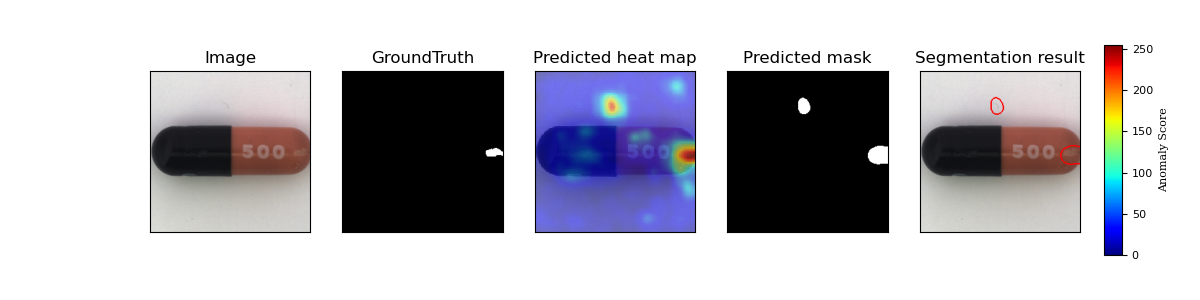 Image
GroundTruth
Predicted heat map
Predicted mask
Segmentation result
500
500
500
250
200
150
100
50
0
Anomaly Score